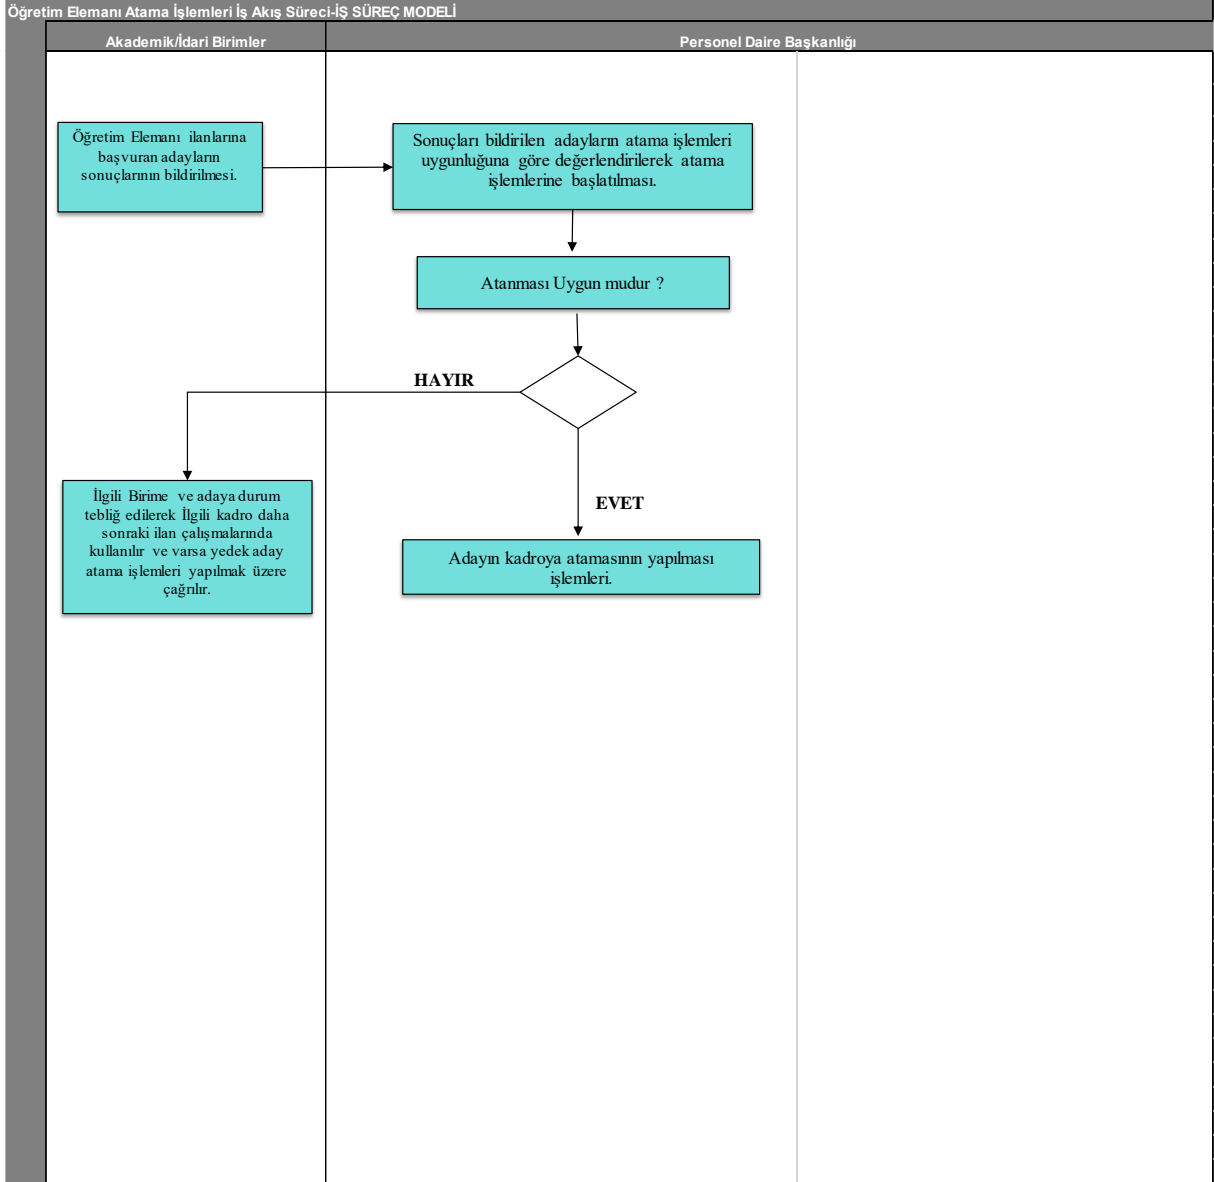 Öğretim Elemanı Atama İşlemleri İş Akış Süreci-İŞ SÜREÇ MODELİ
Akademik/İdari Birimler
Personel Daire Başkanlığı
Öğretim Elemanı ilanlarına
başvuran adayların
sonuçlarının bildirilmesi.
Sonuçları bildirilen adayların atama işlemleri
uygunluğuna göre değerlendirilerek atama
işlemlerine başlatılması.
Atanması Uygun mudur ?
HAYIR
EVET
İlgili Birime ve adaya durum
tebliğ edilerek İlgili kadro daha
sonraki ilan çalışmalarında
kullanılır ve varsa yedek aday
atama işlemleri yapılmak üzere
çağrılır.
Adayın kadroya atamasının yapılması
işlemleri.